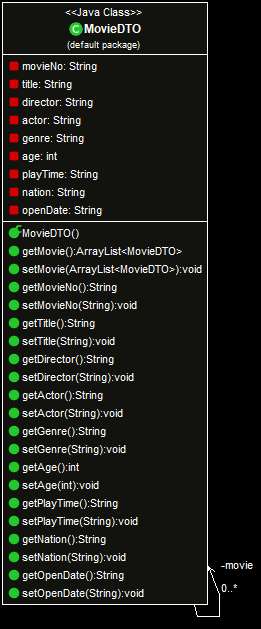 <<Java Class>>
MovieDTO
(default package)
movieNo: String
title: String
director: String
actor: String
genre: String
age: int
playTime: String
nation: String
openDate: String
MovieDTO()
getMovie():ArrayList<MovieDTO>
setMovie(ArrayList<MovieDTO>):void
getMovieNo():String
setMovieNo(String):void
getTitle():String
setTitle(String):void
getDirector():String
setDirector(String):void
getActor():String
setActor(String):void
getGenre():String
setGenre(String):void
getAge():int
setAge(int):void
getPlayTime():String
setPlayTime(String):void
getNation():String
setNation(String):void
getOpenDate():String
setOpenDate(String):void
-movie
0..*